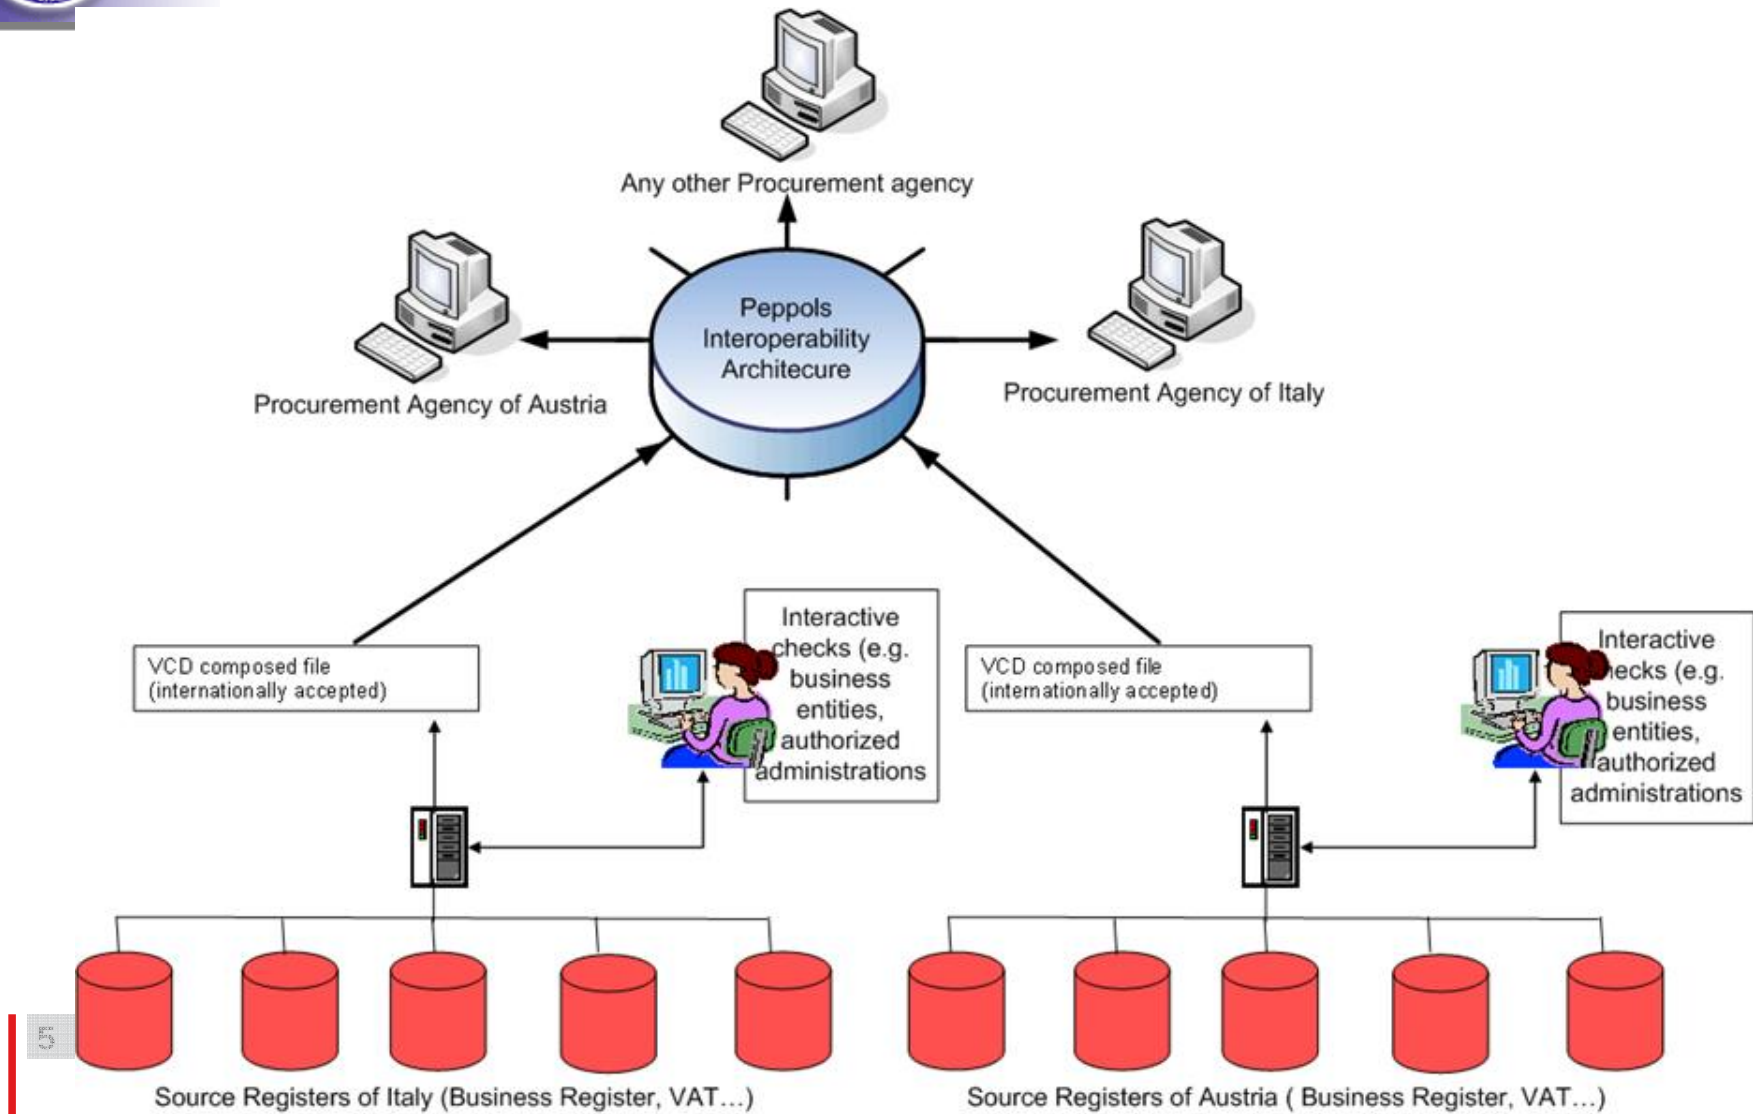 Any other Procurement agency
Peppols
Interoperability
Architecure
Procurement Agency of Austria
Procurement Agency of Italy
VCD composed file
(internationally accepted)
Interactive
checks (e.g.
business
entities,
authorized
administrations
VCD composed file
(internationally accepted)
Interactive
hecks (e.g.
business
entities,
authorized
administrations
5
Source Registers of Italy (Business Register, VAT...)
Source Registers of Austria ( Business Register, VAT...)